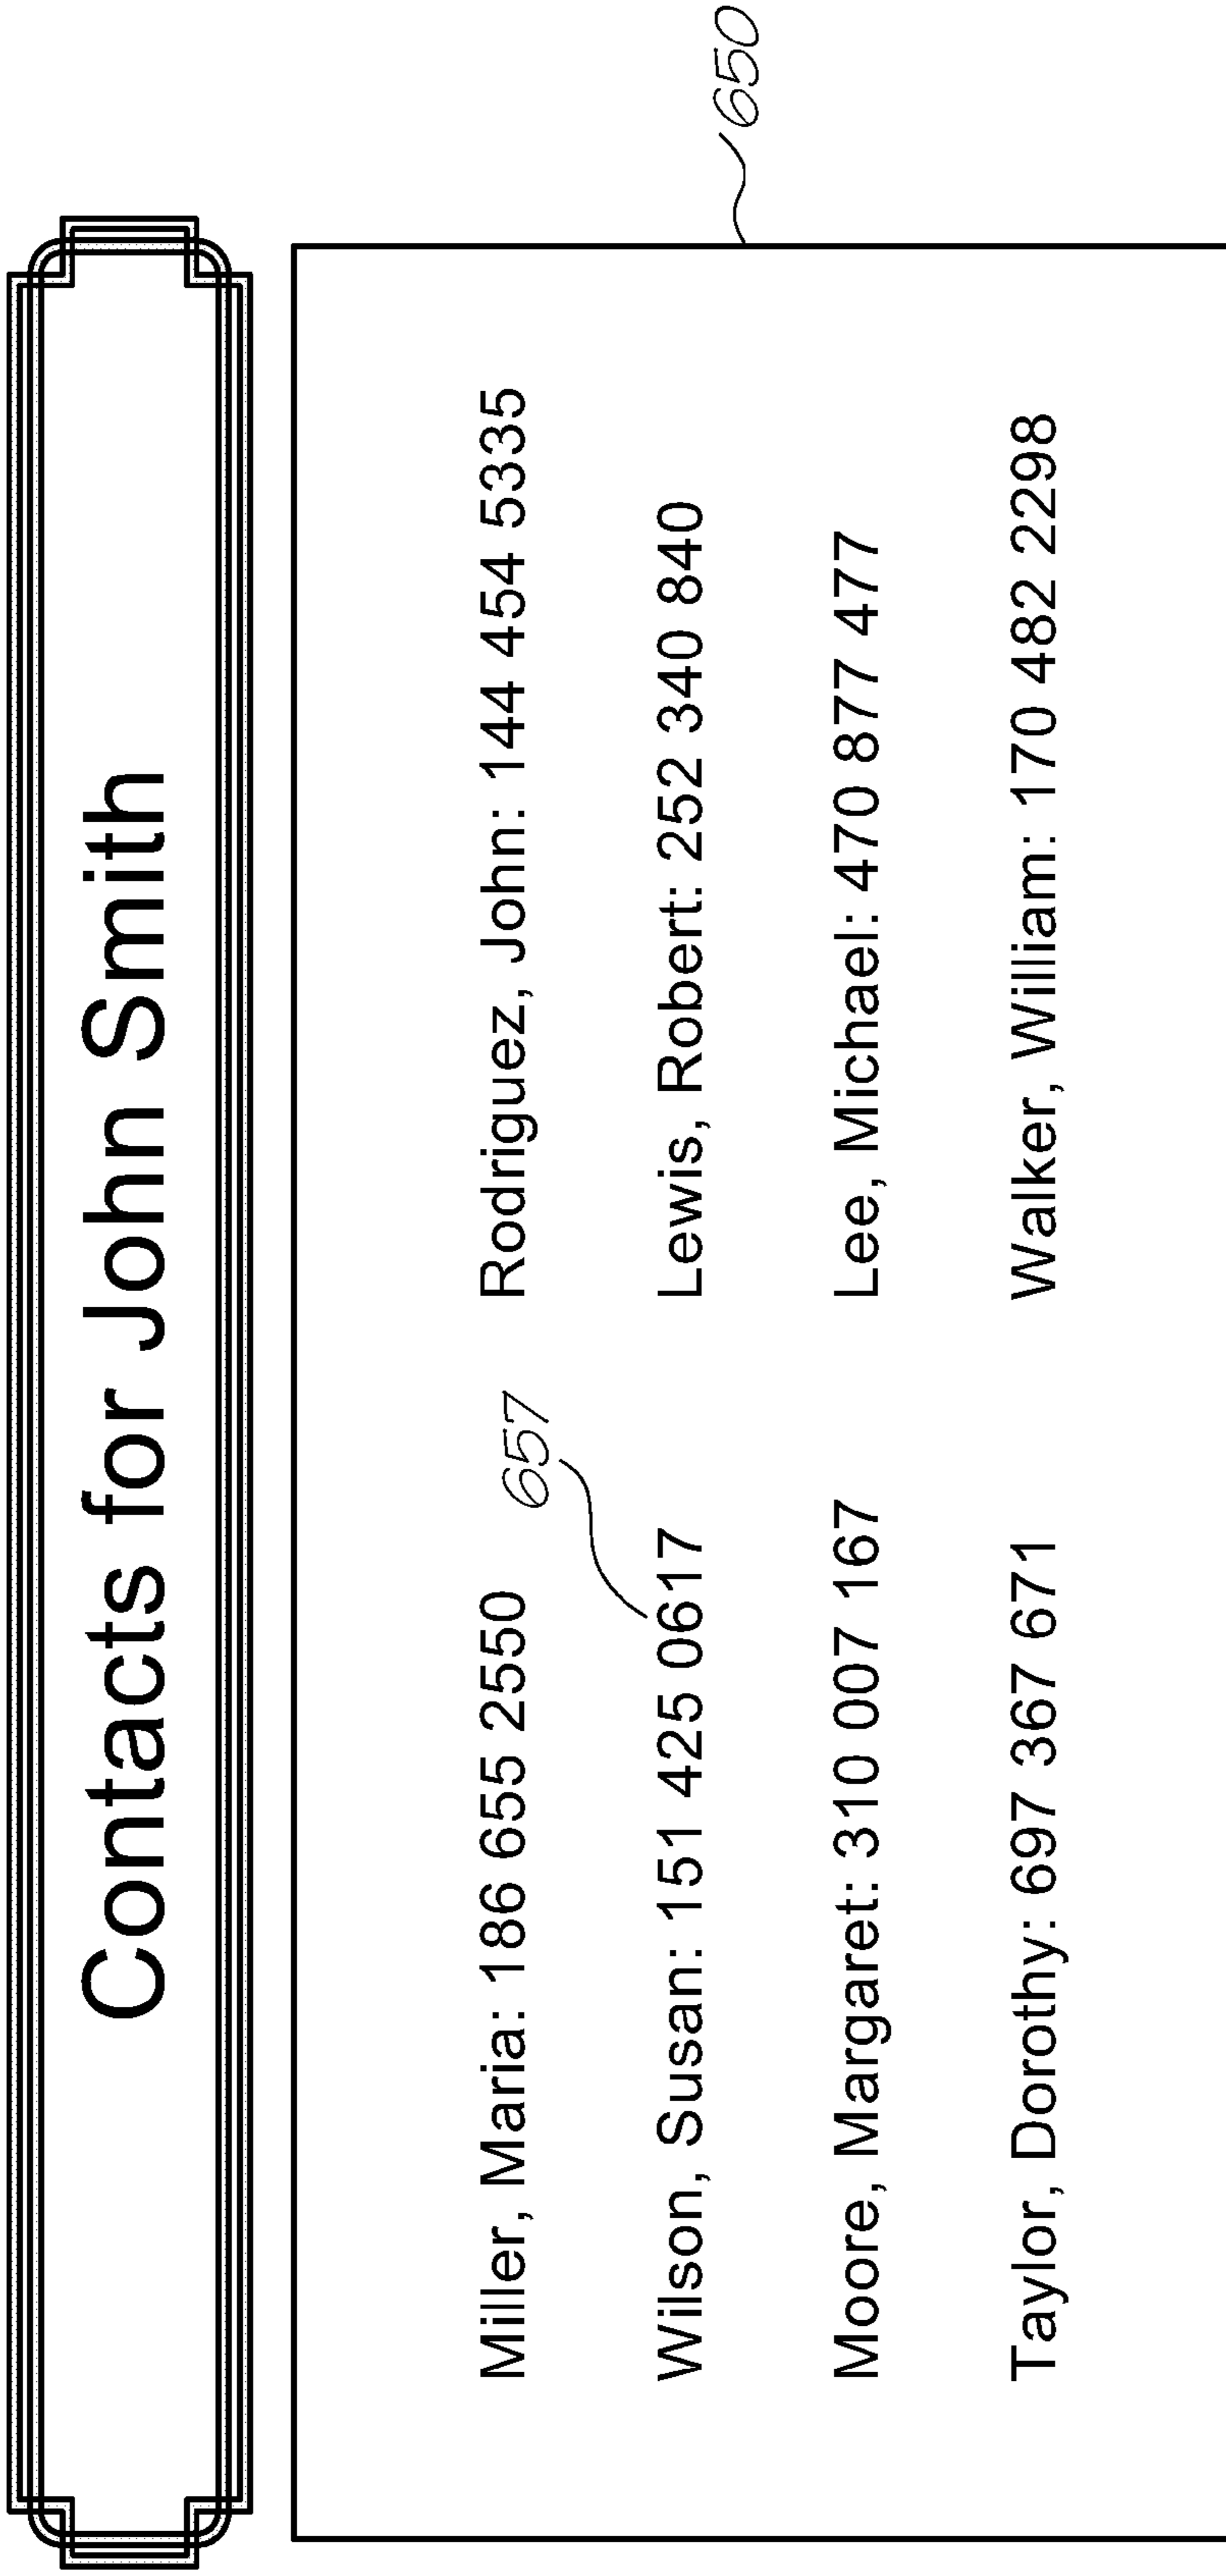 Contacts for John Smith
650
Miller, Maria: 186 655 2550
Rodriguez, John: 144 454 5335
657
Wilson, Susan: 151 425 0617
Lewis, Robert: 252 340 840
Moore, Margaret: 310 007 167
Lee, Michael: 470 877 477
Taylor, Dorothy: 697 367 671
Walker, William: 170 482 2298